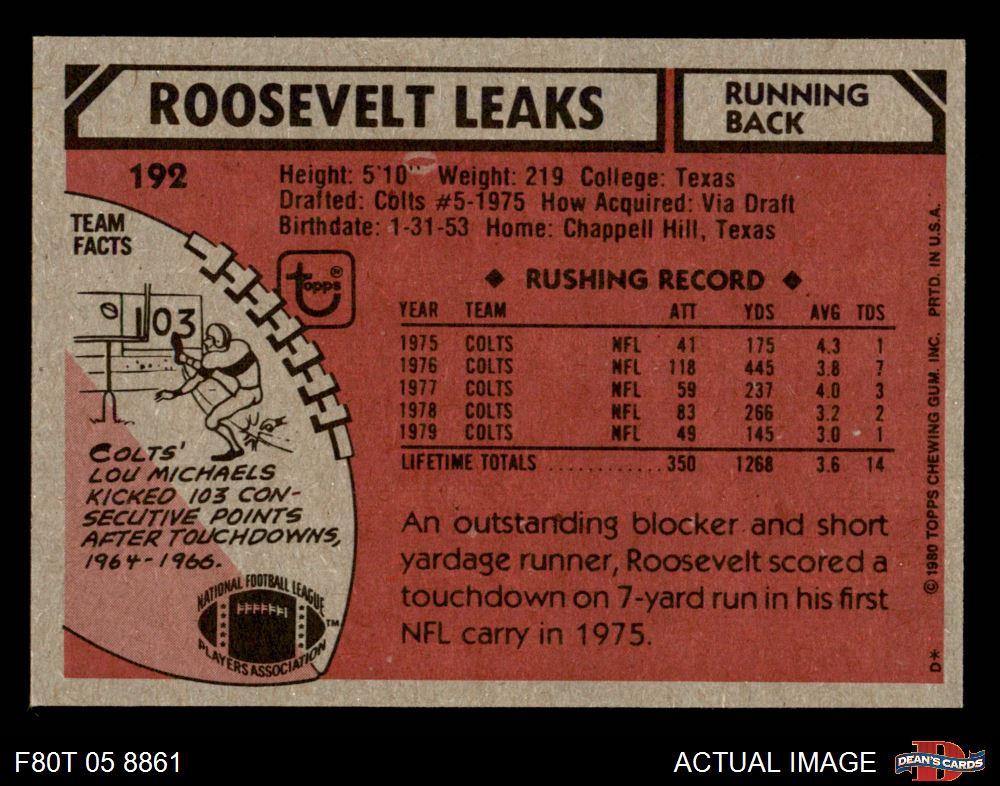 ROOSEVELT LEAKS
RUNNING
BACK
192
Height: 5'10" Weight: 219 College: Texas
Drafted: Colts #5-1975 How Acquired: Via Draft
Birthdate: 1-31-53 Home: Chappell Hill, Texas
TEAM
FACTS
topps®
103
COLTS'
LOU MICHAELS
KICKED 103 CON-
SECUTIVE POINTS
AFTER TOUCHDOWNS,
1964-1966.
NATIONAL FOOTBALL LEAGUE
PLAYERS ASSOCIATION
TM
◆ RUSHING RECORD ◆
YEAR TEAM ATT YDS AVG TDS
1975 COLTS NFL 41 175 4.3 1
1976 COLTS NFL 118 445 3.8 7
1977 COLTS NFL 59 237 4.0 3
1978 COLTS NFL 83 266 3.2 2
1979 COLTS NFL 49 145 3.0 1
LIFETIME TOTALS .......... 350 1268 3.6 14
An outstanding blocker and short
yardage runner, Roosevelt scored a
touchdown on 7-yard run in his first
NFL carry in 1975.
D* © 1980 TOPPS CHEWING GUM. INC. PRTD. IN U.S.A.
F80T 05 8861
ACTUAL IMAGE
D
DEAN'S CARDS